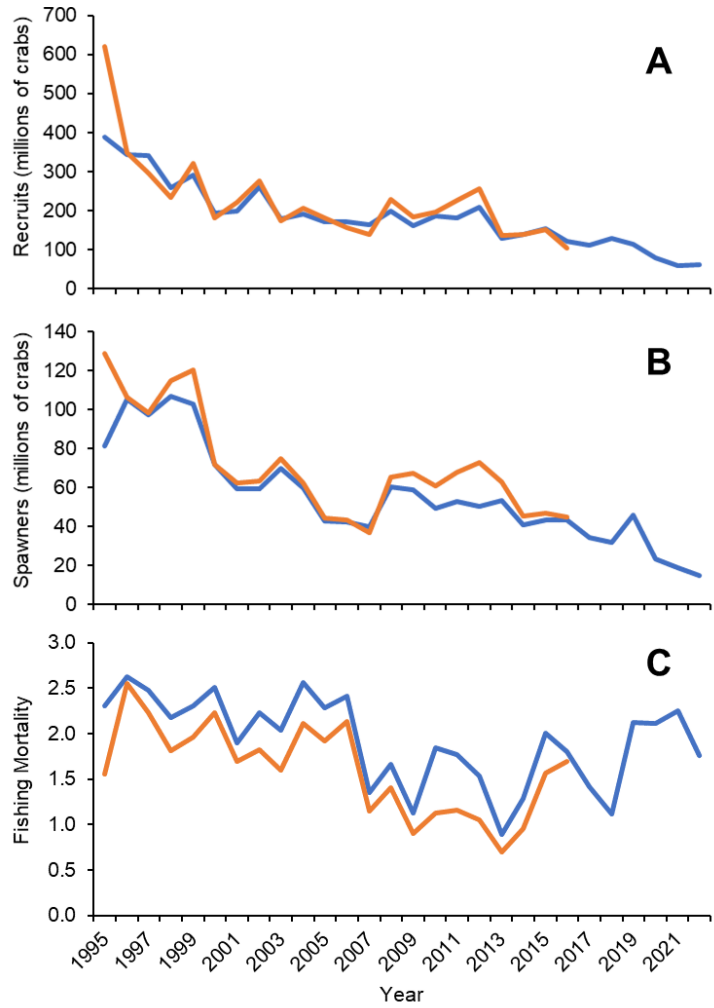 A
Recruits (millions of crabs)
700
600
500
400
300
200
100
0
B
Spawners (millions of crabs)
140
120
100
80
60
40
20
0
C
Fishing Mortality
3.0
2.5
2.0
1.5
1.0
0.5
0.0
1995 1997 1999 2001 2003 2005 2007 2009 2011 2013 2015 2017 2019 2021
Year